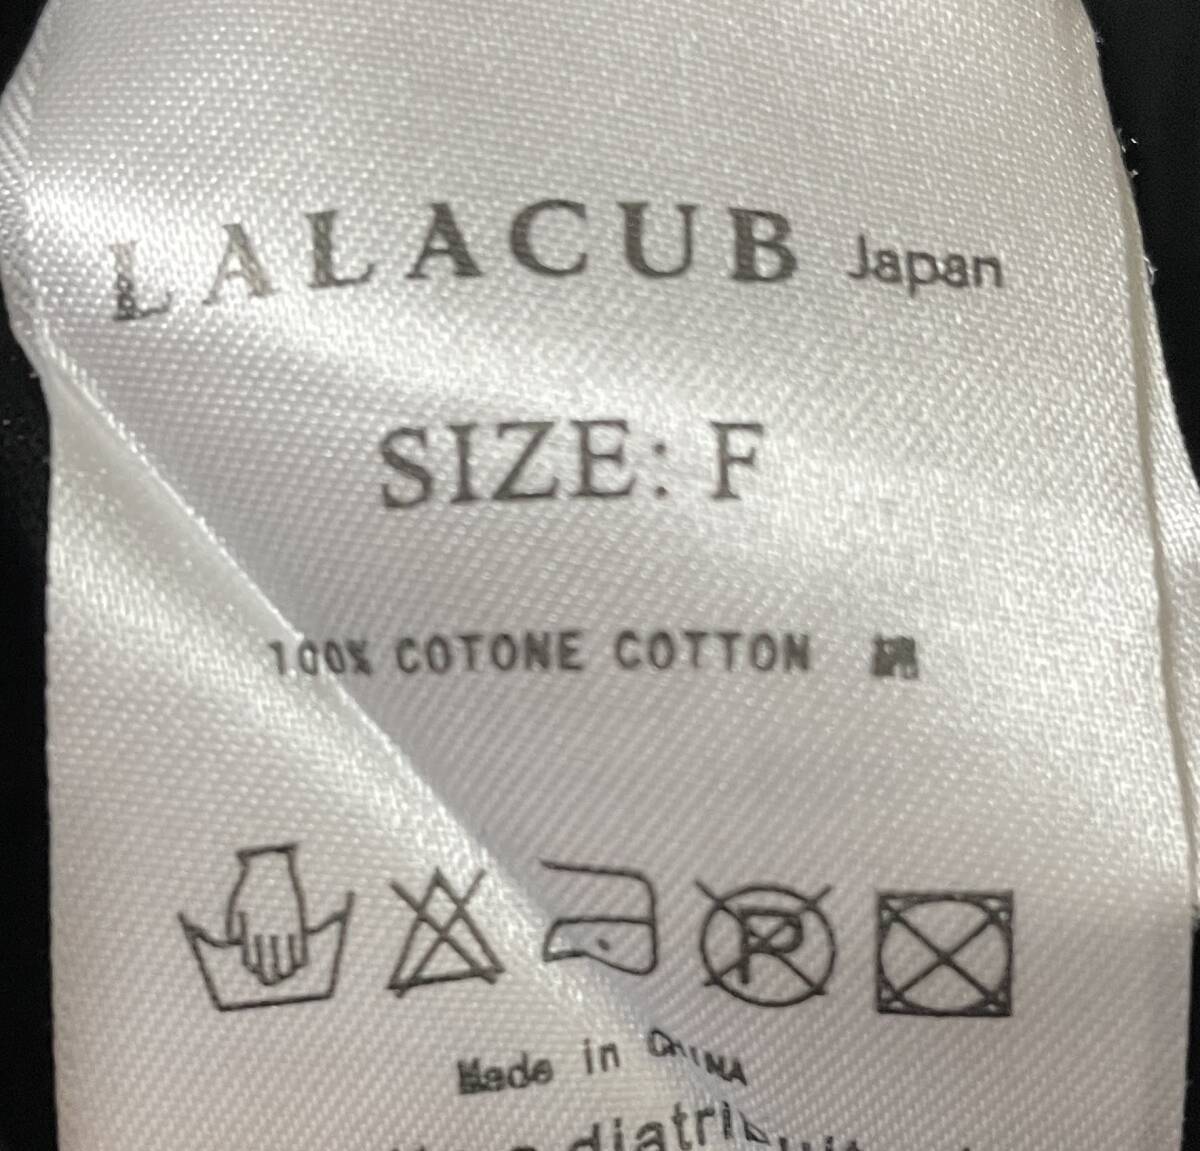 LALACUB Japan
SIZE: F
100% COTONE COTTON 綿
P
Made in CHINA